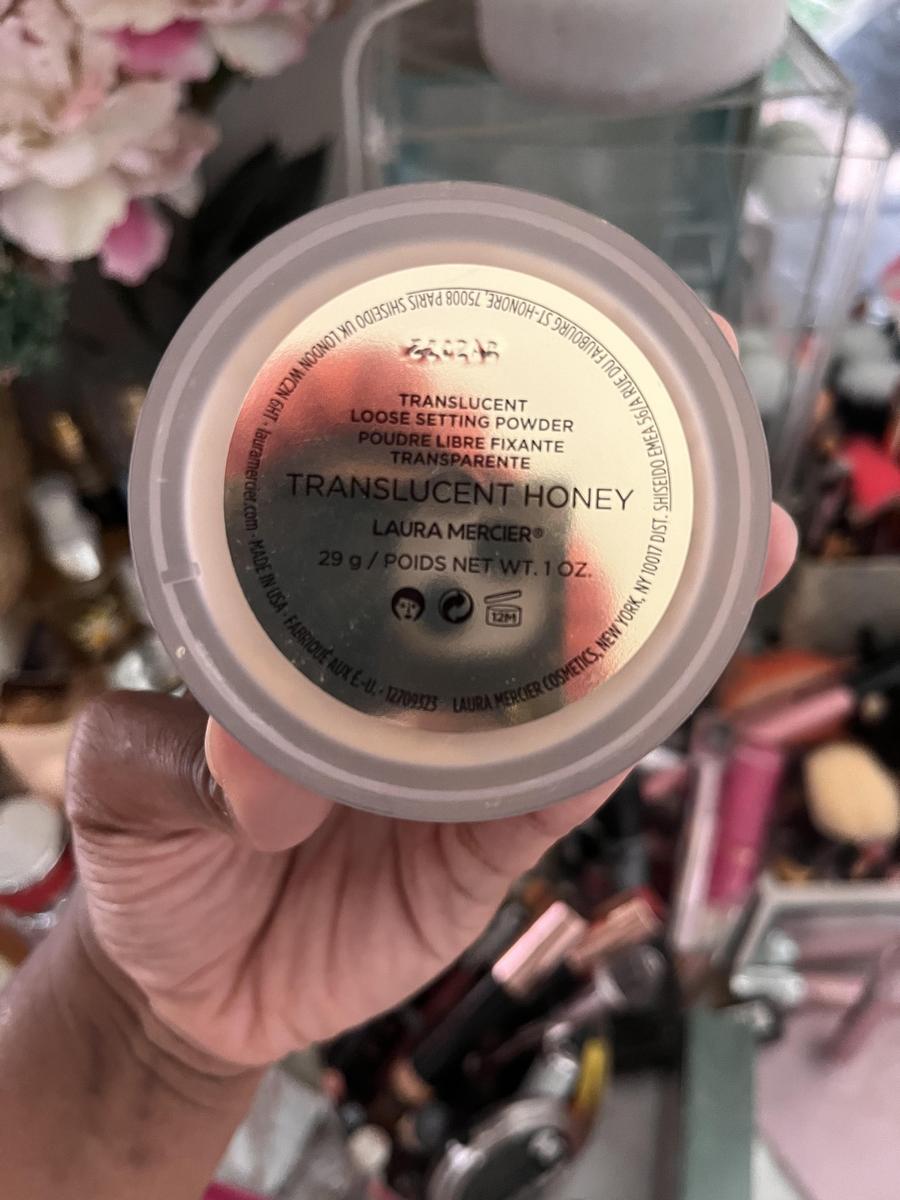 TRANSLUCENT
LOOSE SETTING POWDER
POUDRE LIBRE FIXANTE
TRANSPARENTE
TRANSLUCENT HONEY
LAURA MERCIER®
29 g / POIDS NET WT. 1 OZ.
12M
LAURA MERCIER COSMETICS, NEW YORK, NY 10017 DIST. SHISEIDO EMEA 56/A RUE DU FAUBOURG ST-HONORE, 75008 PARIS SHISEIDO UK LONDON WC2N 6HT · lauramercier.com · MADE IN USA · FABRIQUÉ AUX É-U. · 12709323